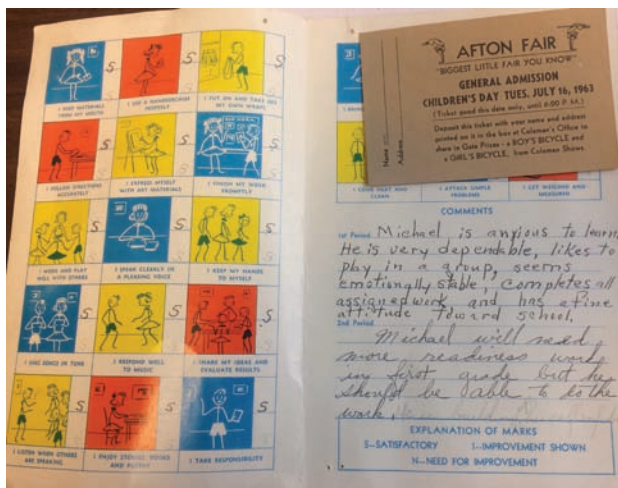 S
S
S
I KEEP MATERIALS
FROM MY MOUTH
I USE A HANDKERCHIEF
PROPERLY
I PUT ON AND TAKE OFF
MY OWN WRAPS
S
S
S
I FOLLOW DIRECTIONS
ACCURATELY
I EXPRESS MYSELF
WITH ART MATERIALS
I FINISH MY WORK
PROMPTLY
S
S
S
I WORK AND PLAY
WELL WITH OTHERS
I SPEAK CLEARLY IN
A PLEASING VOICE
I KEEP MY HANDS
TO MYSELF
S
S
S
I SING SONGS IN TUNE
I RESPOND WELL
TO MUSIC
I SHARE MY IDEAS AND
EVALUATE RESULTS
S
S
S
I LISTEN WHEN OTHERS
ARE SPEAKING
I ENJOY STORIES, POEMS
I TAKE RESPONSIBILITY
AFTON FAIR
"BIGGEST LITTLE FAIR YOU KNOW"
GENERAL ADMISSION
CHILDREN'S DAY TUES. JULY 16, 1963
(Ticket good this date only, until 6:00 P. M.)
Deposit this ticket with your name and address
printed on it in the box at Coleman's Office to
share in Gate Prizes - a BOY'S BICYCLE and
a GIRL'S BICYCLE, from Coleman Shows.
Name
Address
I COME NEAT AND
CLEAN
I ATTACK SIMPLE
PROBLEMS
I GET WEIGHED AND
MEASURED
COMMENTS
1st Period Michael is anxious to learn.
He is very dependable, likes to
play in a group, seems
emotionally stable, completes all
assigned work, and has a fine
attitude toward school.
2nd Period
Michael will need
more readiness work
in first grade but he
should be able to do the
work.
EXPLANATION OF MARKS
S—SATISFACTORY I—IMPROVEMENT SHOWN
N—NEED FOR IMPROVEMENT